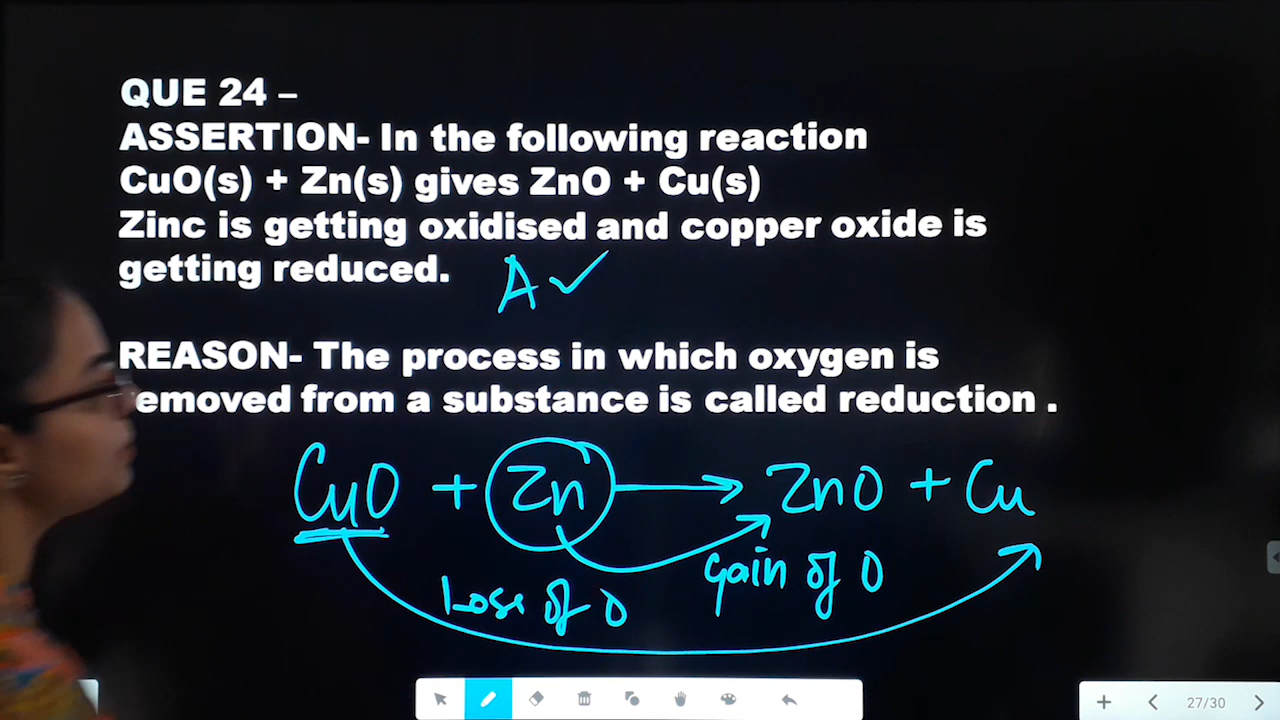 QUE 24 –
ASSERTION- In the following reaction
CuO(s) + Zn(s) gives ZnO + Cu(s)
Zinc is getting oxidised and copper oxide is
getting reduced.
A ✓
REASON- The process in which oxygen is
emoved from a substance is called reduction .
CuO + Zn → ZnO + Cu
gain of O
Loss of O
27/30